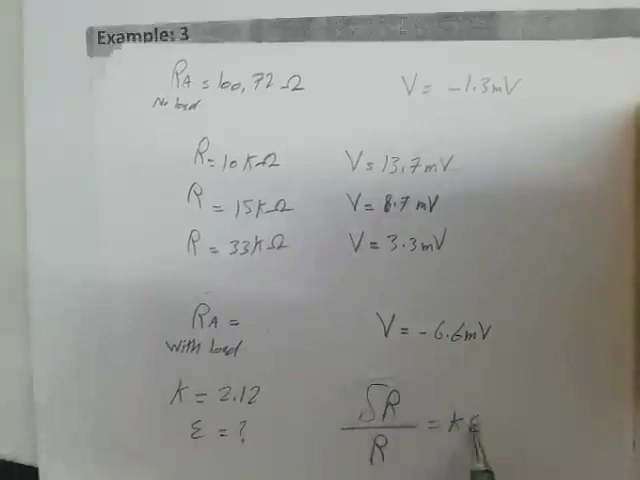 Example: 3
RA = 100,72 Ω V = -1.3mV
No load
R = 10KΩ V = 13.7mV
R = 15KΩ V = 8.7 mV
R = 33KΩ V = 3.3mV
RA = V = -6.6mV
With load
K = 2.12
ε = ?
δR
R = Kε